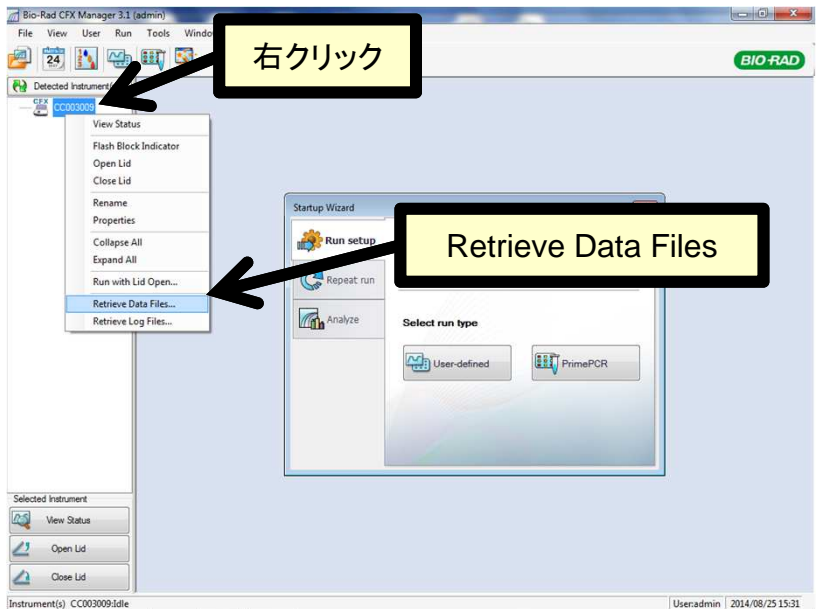 Bio-Rad CFX Manager 3.1 (admin)
File View User Run Tools
右クリック
24
BIO-RAD
Detected Instrument
CFX
CC003009
View Status
Flash Block Indicator
Open Lid
Close Lid
Rename
Properties
Collapse All
Expand All
Run with Lid Open...
Retrieve Data Files...
Retrieve Log Files...
Startup Wizard
Run setup
Retrieve Data Files
Repeat run
Analyze
Select run type
User-defined
PrimePCR
Selected Instrument
View Status
Open Lid
Close Lid
Instrument(s) CC003009:Idle
User:admin 2014/08/25 15:31